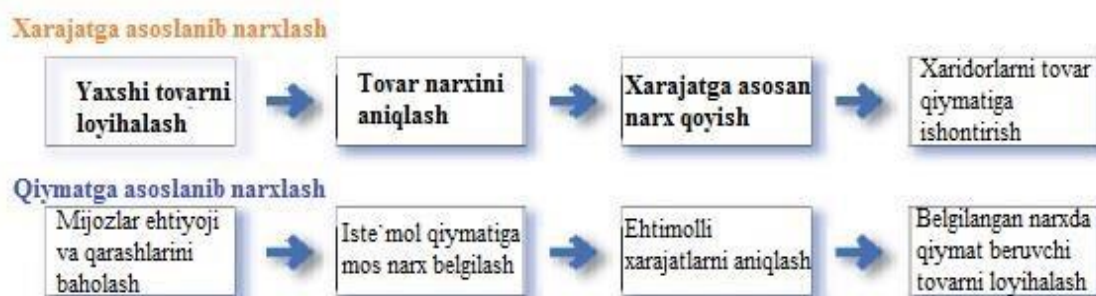 Xarajatga asoslanib narxlash
Yaxshi tovarni
loyihalash
Tovar narxini
aniqlash
Xarajatga asosan
narx qoyish
Xaridorlarni tovar
qiymatiga
ishontirish
Qiymatga asoslanib narxlash
Mijozlar ehtiyoji
va qarashlarini
baholash
Iste`mol qiymatiga
mos narx belgilash
Ehtimolli
xarajatlarni aniqlash
Belgilangan narxda
qiymat beruvchi
tovarni loyihalash